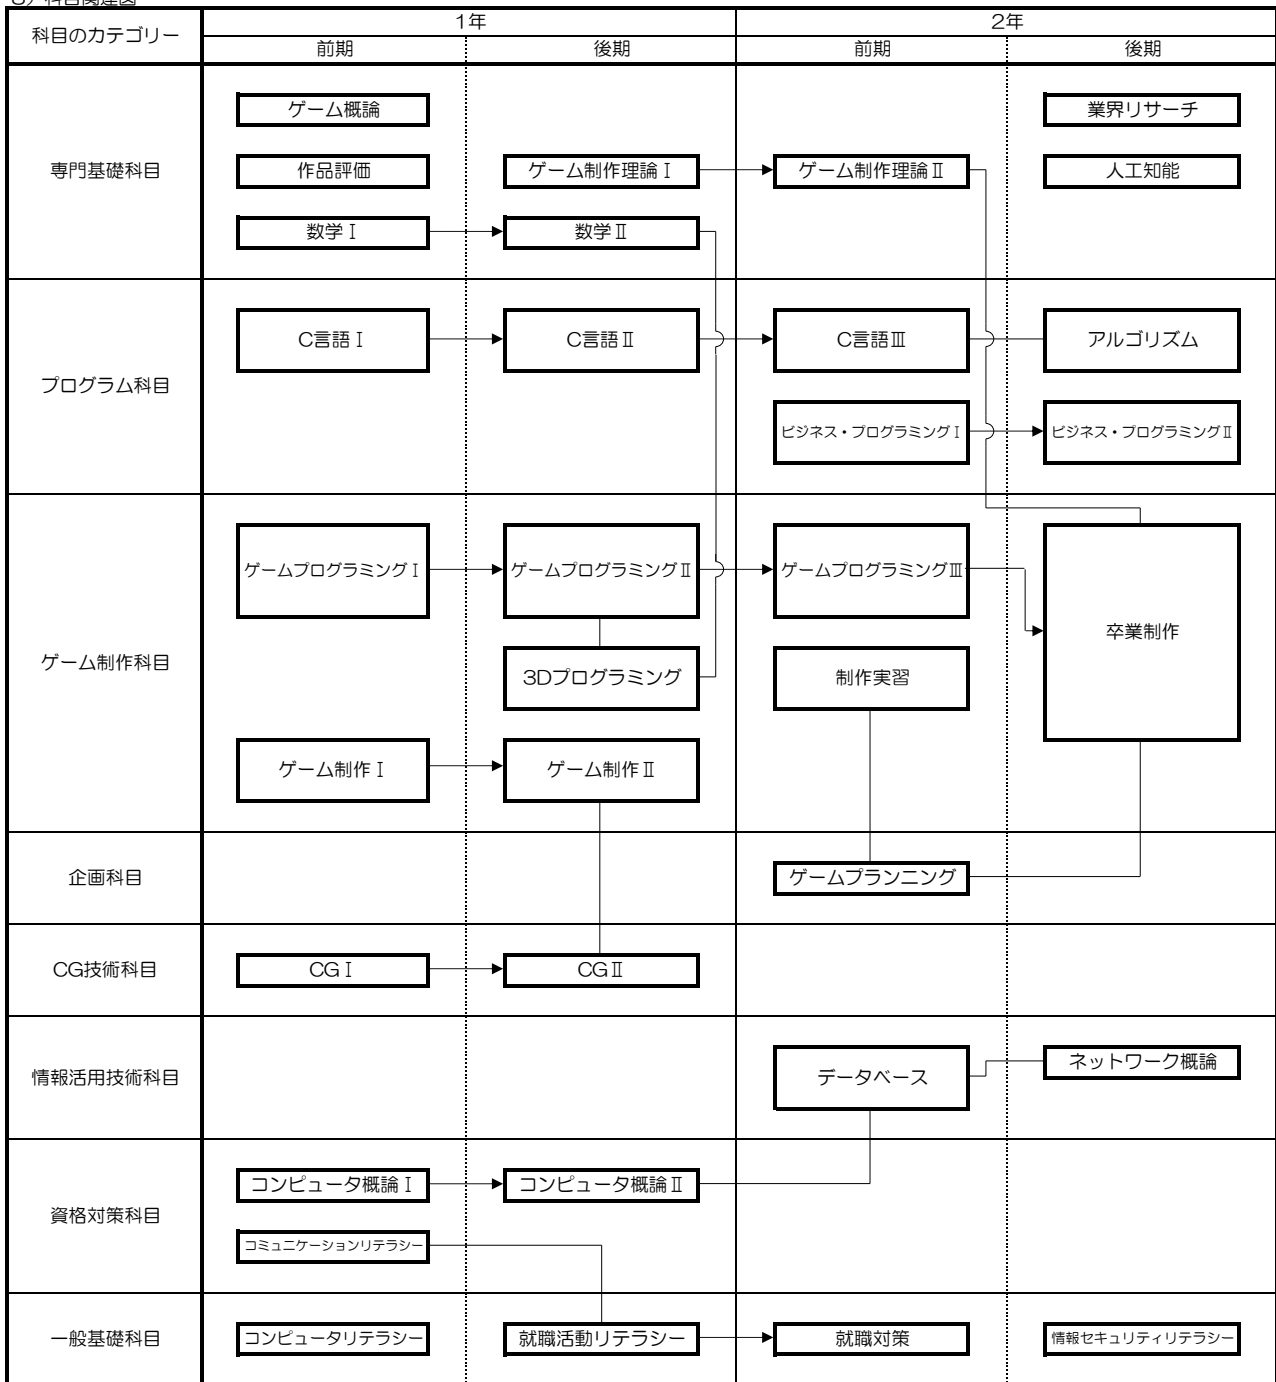 3）科目関連図
科目のカテゴリー
1年
2年
前期
後期
前期
後期
専門基礎科目
ゲーム概論
業界リサーチ
作品評価
ゲーム制作理論Ⅰ
ゲーム制作理論Ⅱ
人工知能
数学Ⅰ
数学Ⅱ
プログラム科目
C言語Ⅰ
C言語Ⅱ
C言語Ⅲ
アルゴリズム
ビジネス・プログラミングⅠ
ビジネス・プログラミングⅡ
ゲーム制作科目
ゲームプログラミングⅠ
ゲームプログラミングⅡ
ゲームプログラミングⅢ
卒業制作
3Dプログラミング
制作実習
ゲーム制作Ⅰ
ゲーム制作Ⅱ
企画科目
ゲームプランニング
CG技術科目
CGⅠ
CGⅡ
情報活用技術科目
データベース
ネットワーク概論
資格対策科目
コンピュータ概論Ⅰ
コンピュータ概論Ⅱ
コミュニケーションリテラシー
一般基礎科目
コンピュータリテラシー
就職活動リテラシー
就職対策
情報セキュリティリテラシー